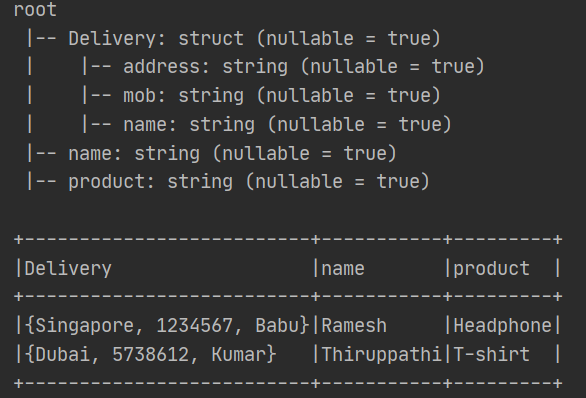 root
 |-- Delivery: struct (nullable = true)
 |    |-- address: string (nullable = true)
 |    |-- mob: string (nullable = true)
 |    |-- name: string (nullable = true)
 |-- name: string (nullable = true)
 |-- product: string (nullable = true)

+--------------------------+-----------+---------+
|Delivery                  |name       |product  |
+--------------------------+-----------+---------+
|{Singapore, 1234567, Babu}|Ramesh     |Headphone|
|{Dubai, 5738612, Kumar}   |Thiruppathi|T-shirt  |
+--------------------------+-----------+---------+